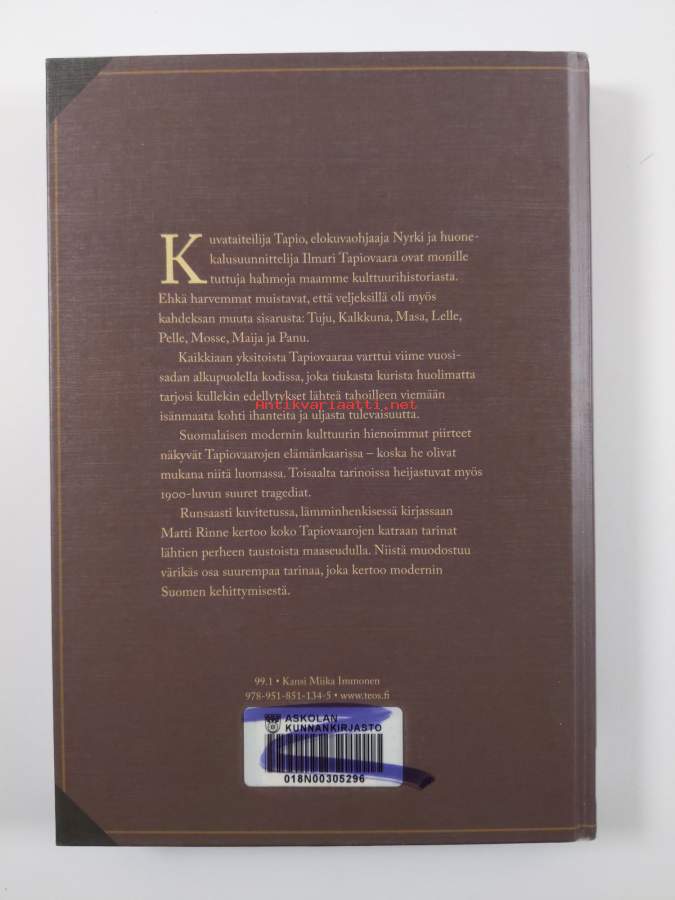 Kuvataiteilija Tapio, elokuvaohjaaja Nyrki ja huone-
kalusuunnittelija Ilmari Tapiovaara ovat monille
tuttuja hahmoja maamme kulttuurihistoriasta.
Ehkä harvemmat muistavat, että veljeksillä oli myös
kahdeksan muuta sisarusta: Tuju, Kalkkuna, Masa, Lelle,
Pelle, Mosse, Maija ja Panu.
Kaikkiaan yksitoista Tapiovaaraa varttui viime vuosi-
sadan alkupuolella kodissa, joka tiukasta kurista huolimatta
tarjosi kullekin edellytykset lähteä tahoilleen viemään
Antikvariaatti.net
isänmaata kohti ihanteita ja uljasta tulevaisuutta.
Suomalaisen modernin kulttuurin hienoimmat piirteet
näkyvät Tapiovaarojen elämänkaarissa – koska he olivat
mukana niitä luomassa. Toisaalta tarinoissa heijastuvat myös
1900-luvun suuret tragediat.
Runsaasti kuvitetussa, lämminhenkisessä kirjassaan
Matti Rinne kertoo koko Tapiovaarojen katraan tarinat
lähtien perheen taustoista maaseudulla. Niistä muodostuu
värikäs osa suurempaa tarinaa, joka kertoo modernin
Suomen kehittymisestä.
99.1 • Kansi Miika Immonen
978-951-851-134-5 • www.teos.fi
ASKOLAN
KUNNANKIRJASTO
018N00305296